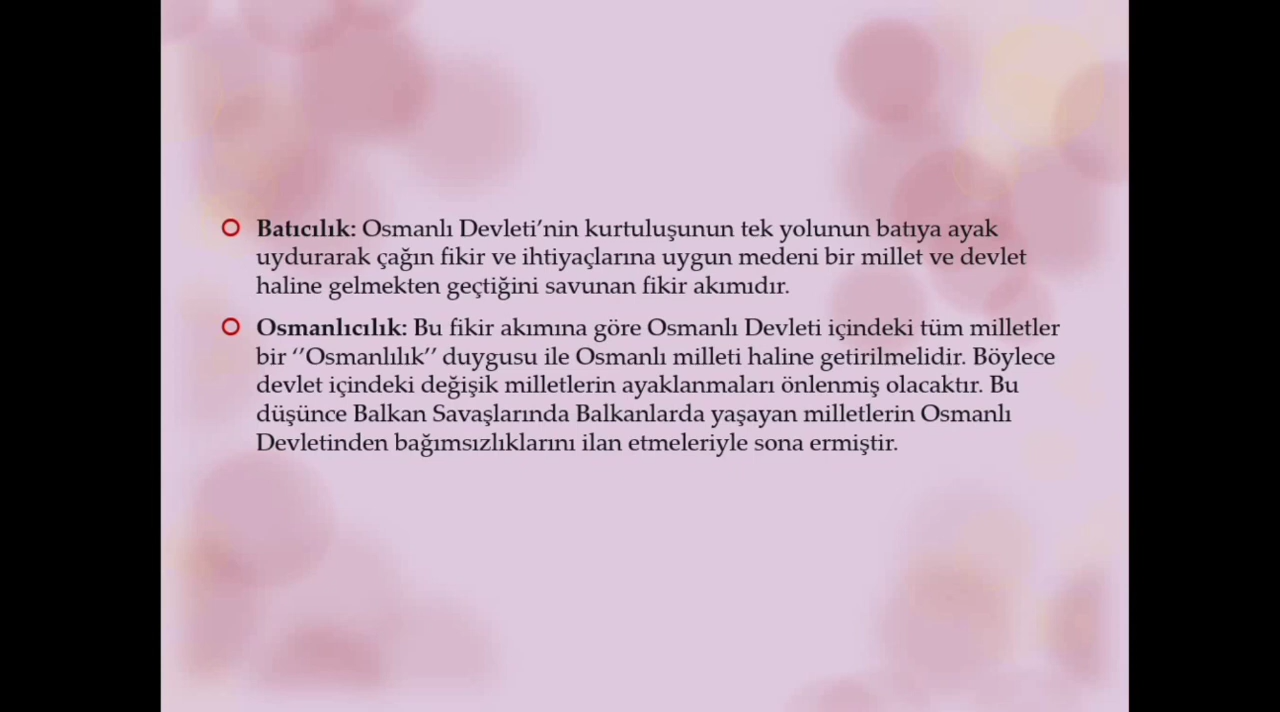 Batıcılık: Osmanlı Devleti’nin kurtuluşunun tek yolunun batıya ayak
uydurarak çağın fikir ve ihtiyaçlarına uygun medeni bir millet ve devlet
haline gelmekten geçtiğini savunan fikir akımıdır.
Osmanlıcılık: Bu fikir akımına göre Osmanlı Devleti içindeki tüm milletler
bir ‘’Osmanlılık’’ duygusu ile Osmanlı milleti haline getirilmelidir. Böylece
devlet içindeki değişik milletlerin ayaklanmaları önlenmiş olacaktır. Bu
düşünce Balkan Savaşlarında Balkanlarda yaşayan milletlerin Osmanlı
Devletinden bağımsızlıklarını ilan etmeleriyle sona ermiştir.